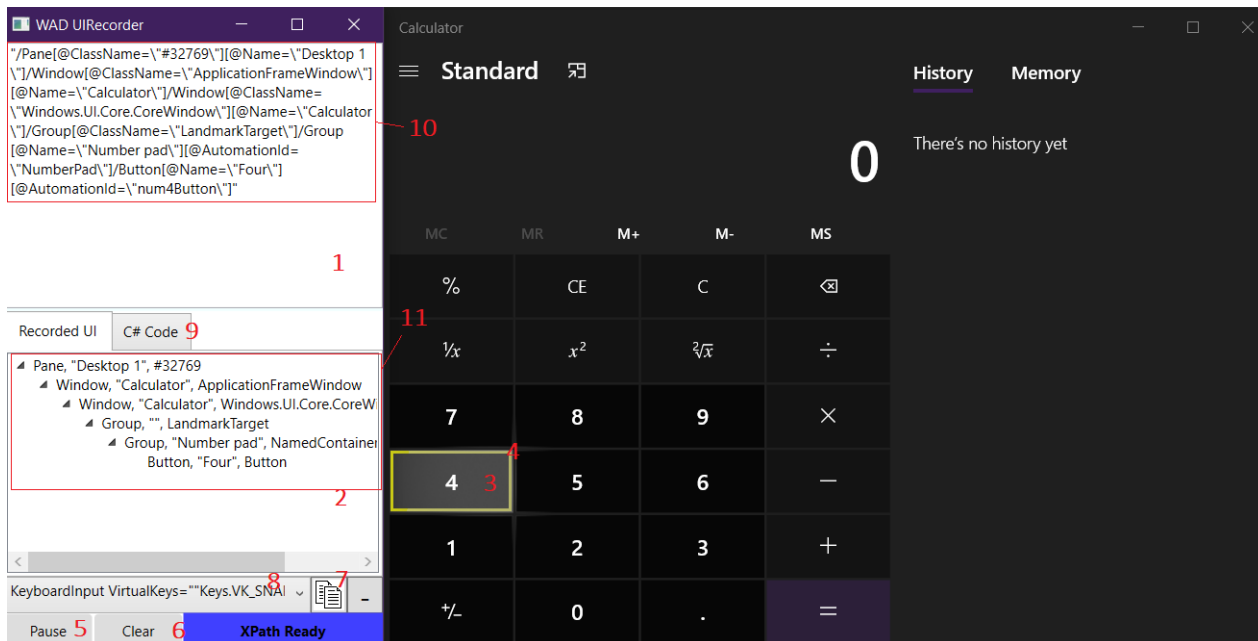 WAD UIRecorder
"/Pane[@ClassName=\"#32769\"][@Name=\"Desktop 1
\"]/Window[@ClassName=\"ApplicationFrameWindow\"]
[@Name=\"Calculator\"]/Window[@ClassName=
\"Windows.UI.Core.CoreWindow\"][@Name=\"Calculator
\"]/Group[@ClassName=\"LandmarkTarget\"]/Group
[@Name=\"Number pad\"][@AutomationId=
\"NumberPad\"]/Button[@Name=\"Four\"]
[@AutomationId=\"num4Button\"]"
10
1
Recorded UI
C# Code 9
11
Pane, "Desktop 1", #32769
Window, "Calculator", ApplicationFrameWindow
Window, "Calculator", Windows.UI.Core.CoreWi
Group, "", LandmarkTarget
Group, "Number pad", NamedContainer
Button, "Four", Button
2
KeyboardInput VirtualKeys=""Keys.VK_SNA
8
7
Pause 5
Clear 6
XPath Ready
Calculator
Standard
0
MC MR M+ M- MS
% CE C
¹/x x² ²√x ÷
7 8 9 ×
4
4 3 5 6 −
1 2 3 +
+/− 0 . =
History Memory
There's no history yet